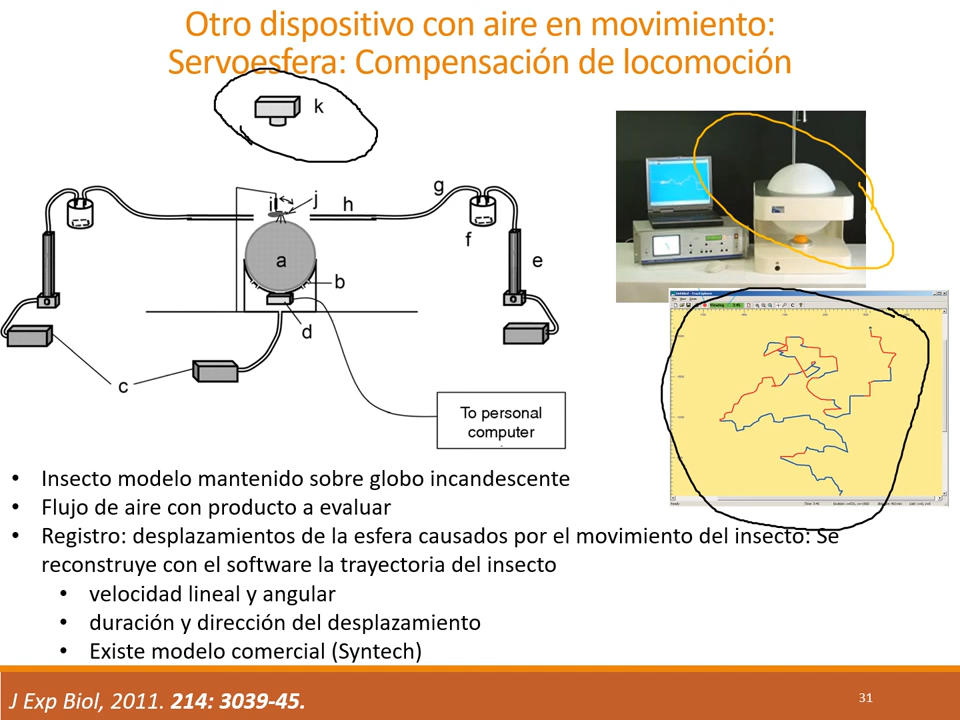 Otro dispositivo con aire en movimiento:
Servoesfera: Compensación de locomoción
k
g
i
j
h
f
a
e
b
d
c
To personal
computer
• Insecto modelo mantenido sobre globo incandescente
• Flujo de aire con producto a evaluar
• Registro: desplazamientos de la esfera causados por el movimiento del insecto: Se
reconstruye con el software la trayectoria del insecto
• velocidad lineal y angular
• duración y dirección del desplazamiento
• Existe modelo comercial (Syntech)
J Exp Biol, 2011. 214: 3039-45.
31